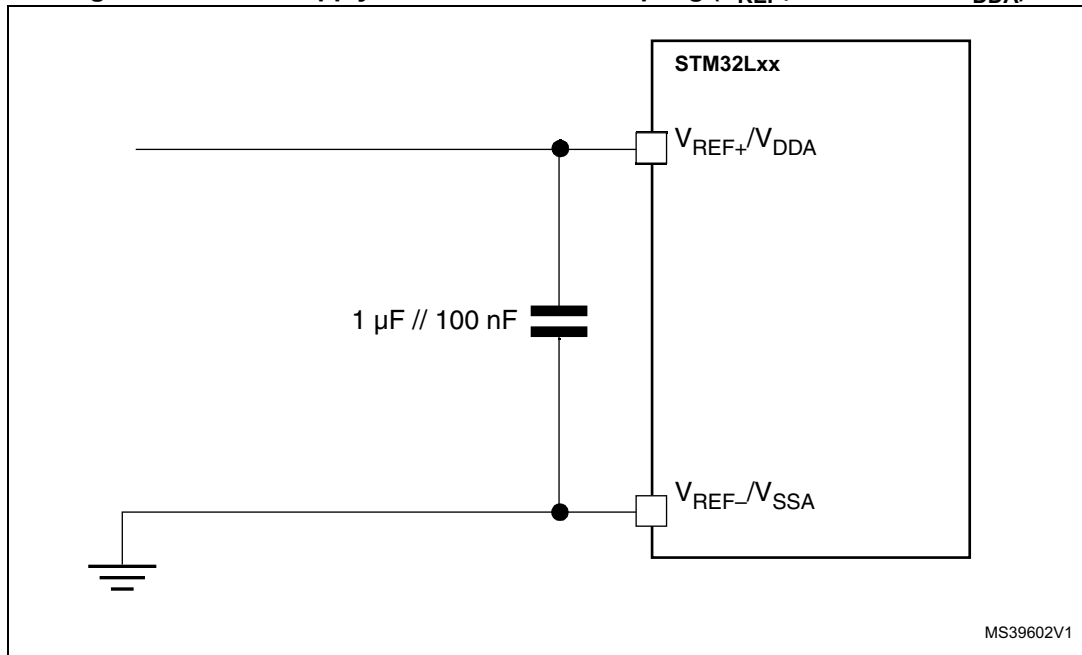 STM32Lxx
VREF+/VDDA
1 µF // 100 nF
VREF–/VSSA
MS39602V1